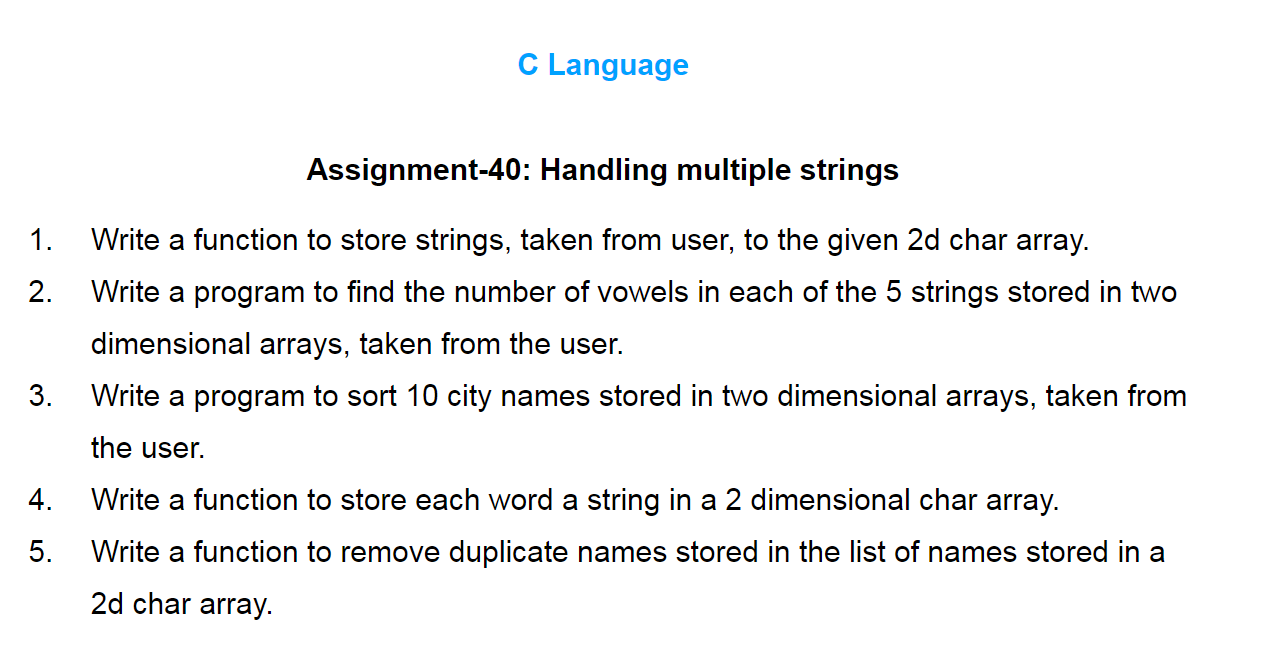 C Language
Assignment-40: Handling multiple strings
1. Write a function to store strings, taken from user, to the given 2d char array.
2. Write a program to find the number of vowels in each of the 5 strings stored in two
dimensional arrays, taken from the user.
3. Write a program to sort 10 city names stored in two dimensional arrays, taken from
the user.
4. Write a function to store each word a string in a 2 dimensional char array.
5. Write a function to remove duplicate names stored in the list of names stored in a
2d char array.